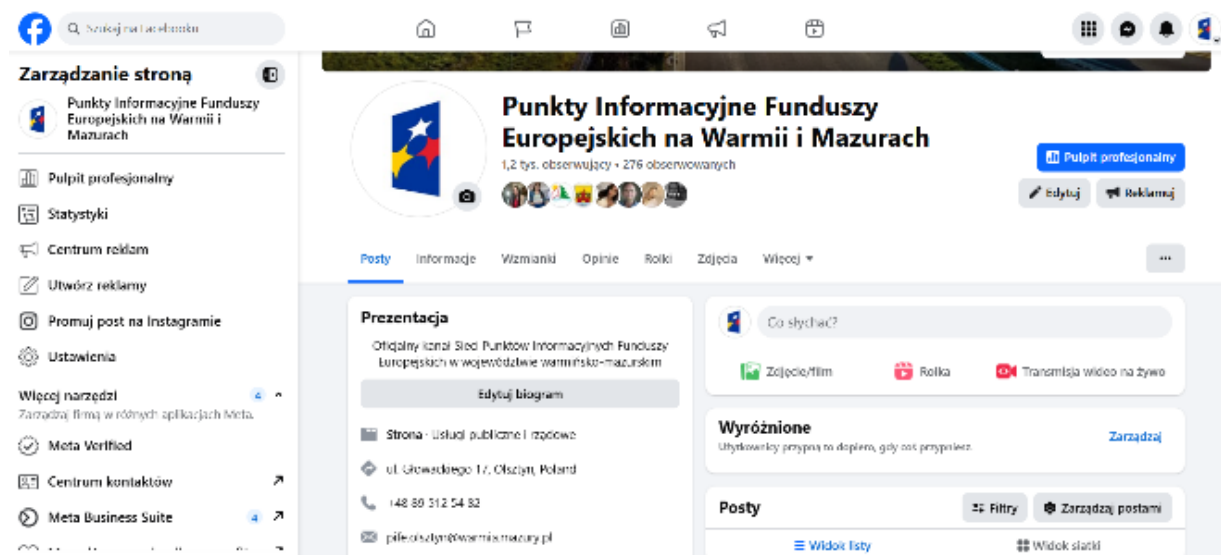 Szukaj na Facebooku
Zarządzanie stroną
Punkty Informacyjne Funduszy
Europejskich na Warmii i
Mazurach
Pulpit profesjonalny
Statystyki
Centrum reklam
Utwórz reklamy
Promuj post na Instagramie
Ustawienia
Więcej narzędzi 4
Zarządzaj firmą w różnych aplikacjach Meta.
Meta Verified
Centrum kontaktów
Meta Business Suite 4
Punkty Informacyjne Funduszy
Europejskich na Warmii i Mazurach
1,2 tys. obserwujący • 276 obserwowanych
Pulpit profesjonalny
Edytuj Reklamuj
Posty Informacje Wzmianki Opinie Rolki Zdjęcia Więcej
Prezentacja
Oficjalny kanał Sieci Punktów Informacyjnych Funduszy
Europejskich w województwie warmińsko-mazurskim
Edytuj biogram
Strona · Usługi publiczne i rządowe
ul. Głowackiego 17, Olsztyn, Poland
+48 89 512 54 82
pife.olsztyn@warmia.mazury.pl
Co słychać?
Zdjęcie/film Rolka Transmisja wideo na żywo
Wyróżnione
Użytkownicy przypną to dopiero, gdy coś przypniesz.
Zarządzaj
Posty Filtry Zarządzaj postami
Widok listy Widok siatki